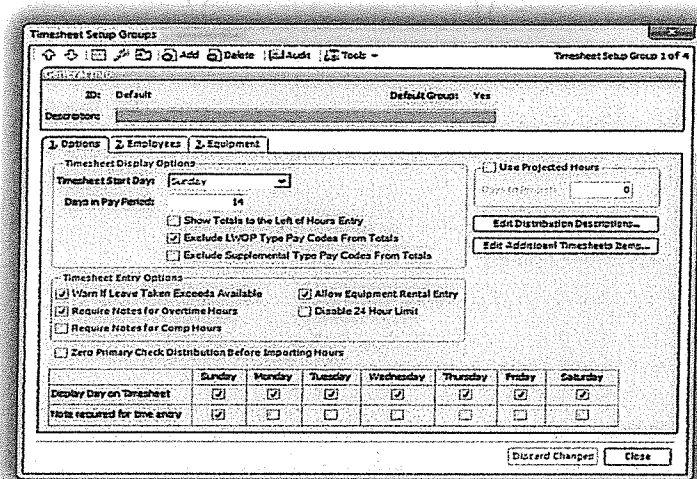 Timesheet Setup Groups
Add Delete Audit Tools Timesheet Setup Group 1 of 4
General Info
ID: Default Default Group: Yes
Description:
1. Options 2. Employees 3. Equipment
Timesheet Display Options
Timesheet Start Day: Sunday
Days in Pay Period: 14
Show Totals to the Left of Hours Entry
Exclude LWOP Type Pay Codes From Totals
Exclude Supplemental Type Pay Codes From Totals
Use Projected Hours
Days to Project: 0
Edit Distribution Descriptions...
Edit Additional Timesheets Items...
Timesheet Entry Options
Warn if Leave Taken Exceeds Available Allow Equipment Rental Entry
Require Notes for Overtime Hours Disable 24 Hour Limit
Require Notes for Comp Hours
Zero Primary Check Distribution Before Importing Hours
Sunday Monday Tuesday Wednesday Thursday Friday Saturday
Display Day on Timesheet
Note required for time entry
Discard Changes Close